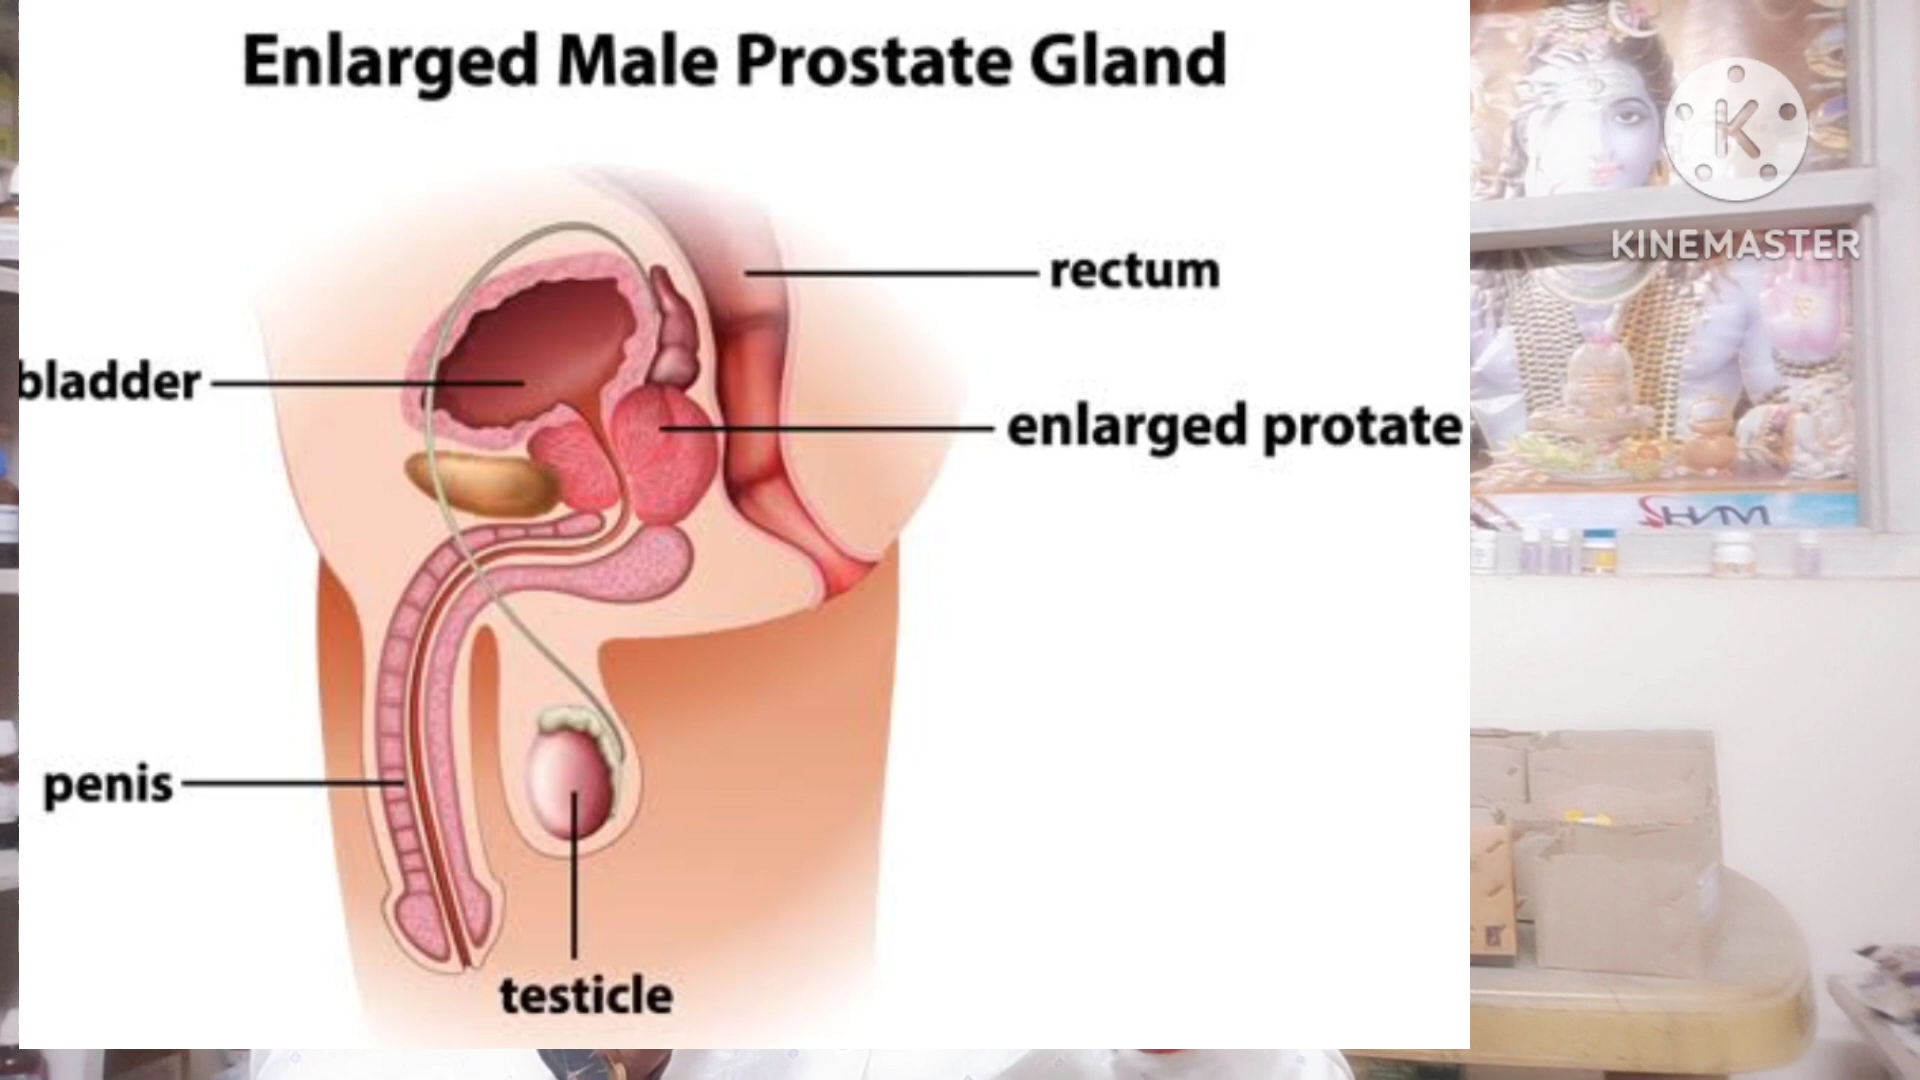 Enlarged Male Prostate Gland
rectum
bladder
enlarged protate
penis
testicle
K
KINEMASTER